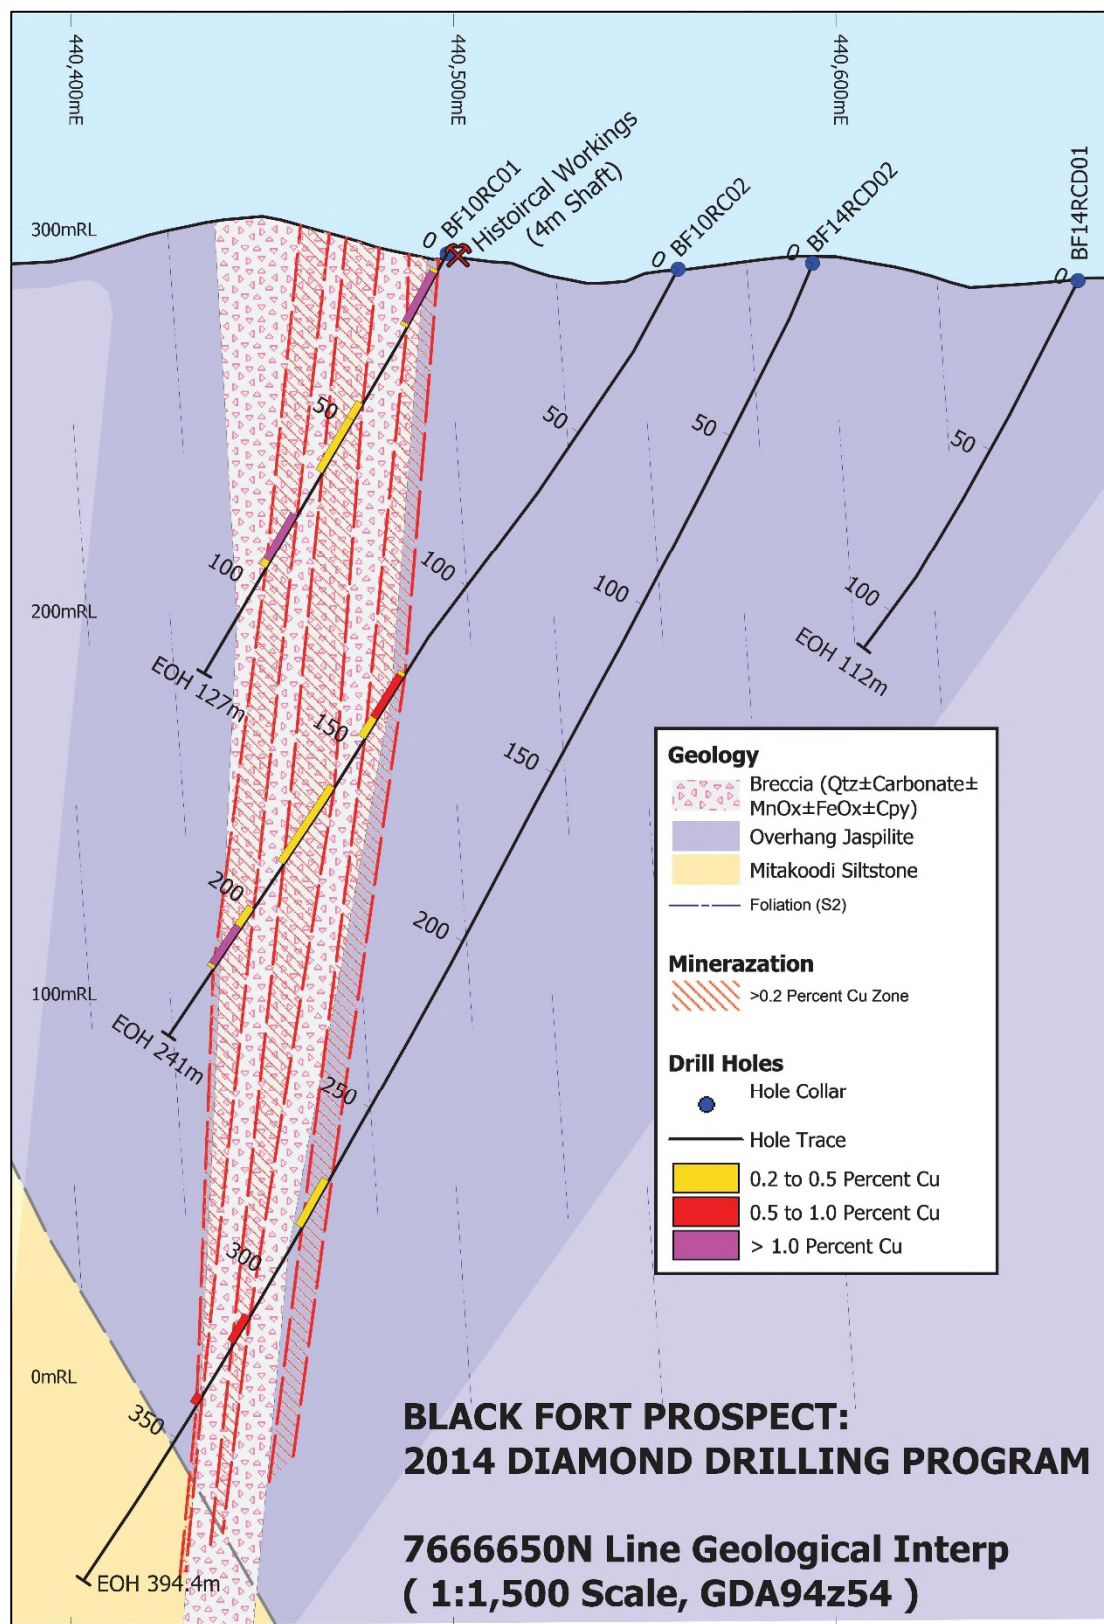 440,400mE
440,500mE
440,600mE
300mRL
200mRL
100mRL
0mRL
0
BF10RC01
Histoircal Workings
(4m Shaft)
0
BF10RC02
0
BF14RCD02
0
BF14RCD01
50
100
EOH 127m
50
100
150
200
EOH 241m
50
100
150
200
250
300
350
EOH 394.4m
50
100
EOH 112m
Geology
Breccia (Qtz±Carbonate±
MnOx±FeOx±Cpy)
Overhang Jaspilite
Mitakoodi Siltstone
Foliation (S2)
Minerazation
>0.2 Percent Cu Zone
Drill Holes
Hole Collar
Hole Trace
0.2 to 0.5 Percent Cu
0.5 to 1.0 Percent Cu
> 1.0 Percent Cu
BLACK FORT PROSPECT:
2014 DIAMOND DRILLING PROGRAM
7666650N Line Geological Interp
( 1:1,500 Scale, GDA94z54 )